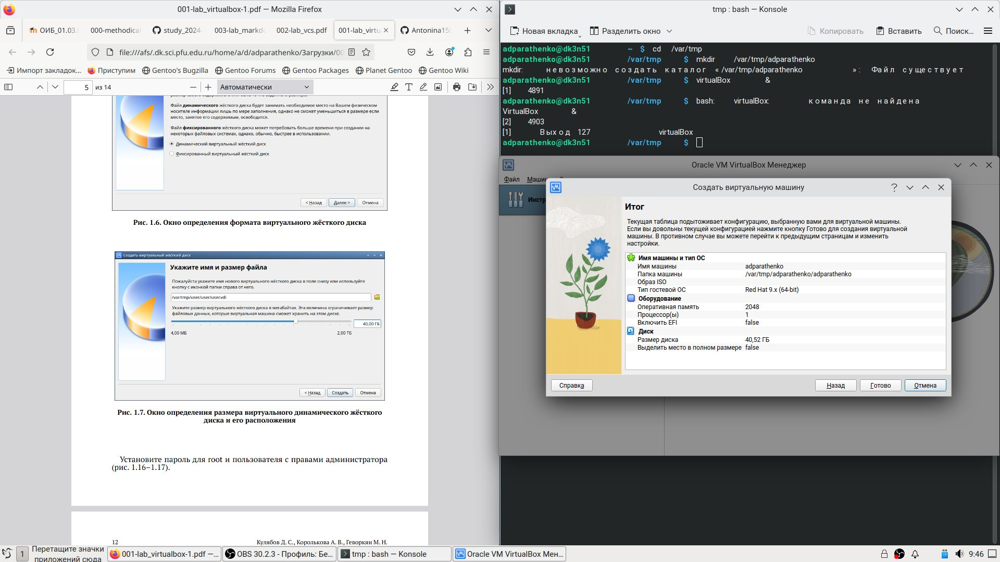 001-lab_virtualbox-1.pdf — Mozilla Firefox
ОИБ_01.03.0
000-methodical
study_2024-
003-lab_markdo
002-lab_vcs.pdf
001-lab_virtu
Antonina150
file:///afs/.dk.sci.pfu.edu.ru/home/a/d/adparathenko/Загрузки/00
Импорт закладок...
Приступим
Gentoo's Bugzilla
Gentoo Forums
Gentoo Packages
Planet Gentoo
Gentoo Wiki
5 из 14
Автоматически
Файл динамического жёсткого диска будет занимать необходимое место на Вашем физическом
носителе информации лишь по мере заполнения, однако не сможет уменьшиться в размере если
место, занятое его содержимым, освободится.
Файл фиксированного жёсткого диска может потребовать больше времени при создании на
некоторых файловых системах, однако, обычно, быстрее в использовании.
Динамический виртуальный жёсткий диск
Фиксированный виртуальный жёсткий диск
< Назад
Далее >
Отмена
Рис. 1.6. Окно определения формата виртуального жёсткого диска
Создать виртуальный жёсткий диск
Укажите имя и размер файла
Пожалуйста укажите имя нового виртуального жёсткого диска в поле снизу или используйте
кнопку с иконкой папки справа от него.
/var/tmp/user/user/user.vdi
Укажите размер виртуального жёсткого диска в мегабайтах. Эта величина ограничивает размер
файловых данных, которые виртуальная машина сможет хранить на этом диске.
40,00 ГБ
4,00 МБ
2,00 ТБ
< Назад
Создать
Отмена
Рис. 1.7. Окно определения размера виртуального динамического жёсткого
диска и его расположения
Установите пароль для root и пользователя с правами администратора
(рис. 1.16–1.17).
12
Кулябов Д. С., Королькова А. В., Геворкян М. Н.
tmp : bash — Konsole
Новая вкладка
Разделить окно
Копировать
Вставить
Поиск...
adparathenko@dk3n51 ~ $ cd /var/tmp
adparathenko@dk3n51 /var/tmp $ mkdir /var/tmp/adparathenko
mkdir: невозможно создать каталог «/var/tmp/adparathenko»: Файл существует
adparathenko@dk3n51 /var/tmp $ virtualBox &
[1] 4891
adparathenko@dk3n51 /var/tmp $ bash: virtualBox: команда не найдена
VirtualBox &
[2] 4903
[1] Выход 127 virtualBox
adparathenko@dk3n51 /var/tmp $
Oracle VM VirtualBox Менеджер
Файл
Машин
Инстр
Создать виртуальную машину
Итог
Текущая таблица подытоживает конфигурацию, выбранную вами для виртуальной машины.
Если вы довольны текущей конфигурацией нажмите кнопку Готово для создания виртуальной
машины. В противном случае вы можете перейти к предыдущим страницам и изменить
настройки.
Имя машины и тип ОС
Имя машины adparathenko
Папка машины /var/tmp/adparathenko/adparathenko
Образ ISO
Тип гостевой ОС Red Hat 9.x (64-bit)
Оборудование
Оперативная память 2048
Процессор(ы) 1
Включить EFI false
Диск
Размер диска 40,52 ГБ
Выделить место в полном размере false
Справка
Назад
Готово
Отмена
1
Перетащите значки
приложений сюда
001-lab_virtualbox-1.pdf —...
OBS 30.2.3 - Профиль: Бе...
tmp : bash — Konsole
Oracle VM VirtualBox Мен...
9:46